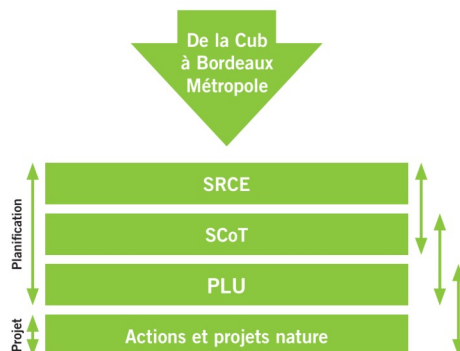 De la Cub
à Bordeaux
Métropole
SRCE
SCoT
PLU
Actions et projets nature
Planification
Projet